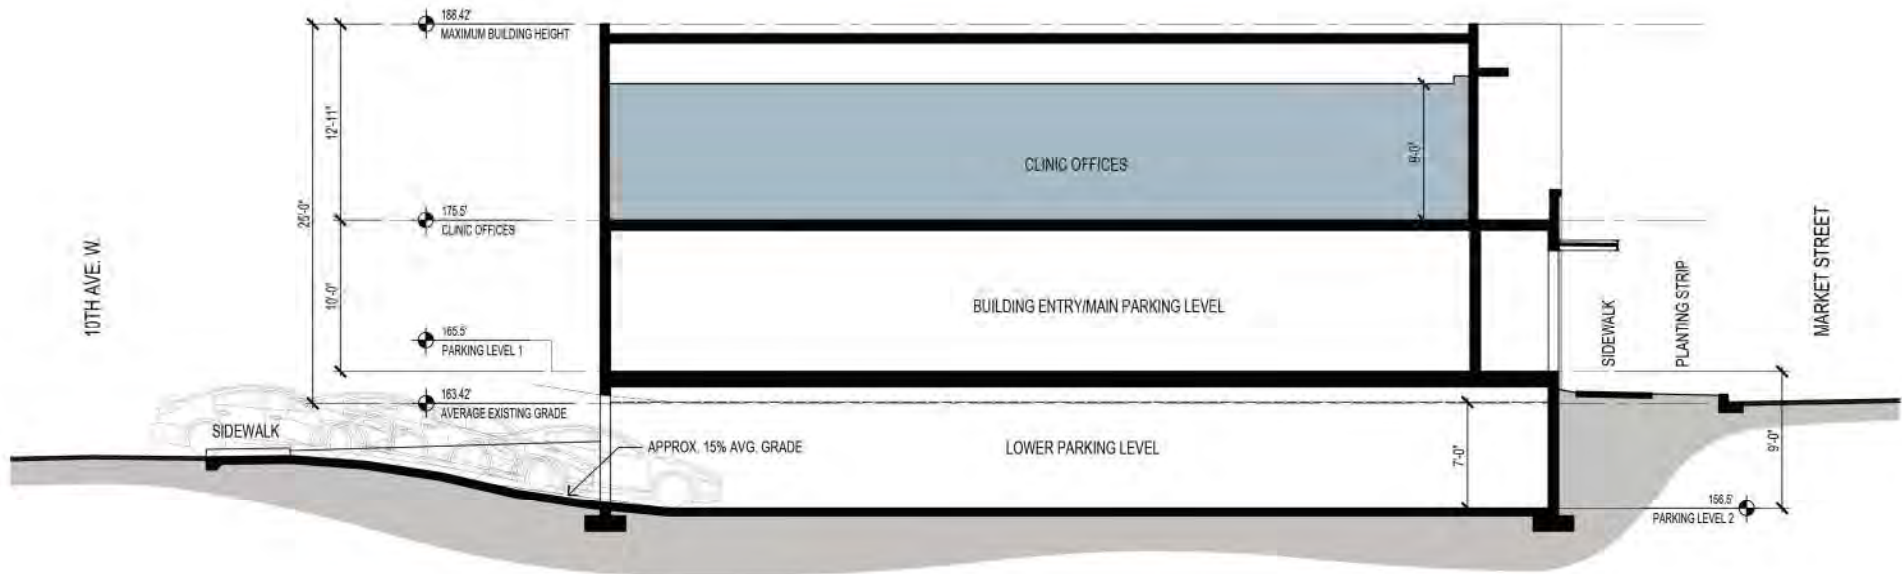 188.42'
MAXIMUM BUILDING HEIGHT
12'-11"
25'-0"
175.5'
CLINIC OFFICES
10'-0"
165.5'
PARKING LEVEL 1
163.42'
AVERAGE EXISTING GRADE
10TH AVE. W.
SIDEWALK
APPROX. 15% AVG. GRADE
CLINIC OFFICES
9'-0"
BUILDING ENTRY/MAIN PARKING LEVEL
LOWER PARKING LEVEL
7'-0"
SIDEWALK
PLANTING STRIP
MARKET STREET
9'-0"
156.5'
PARKING LEVEL 2